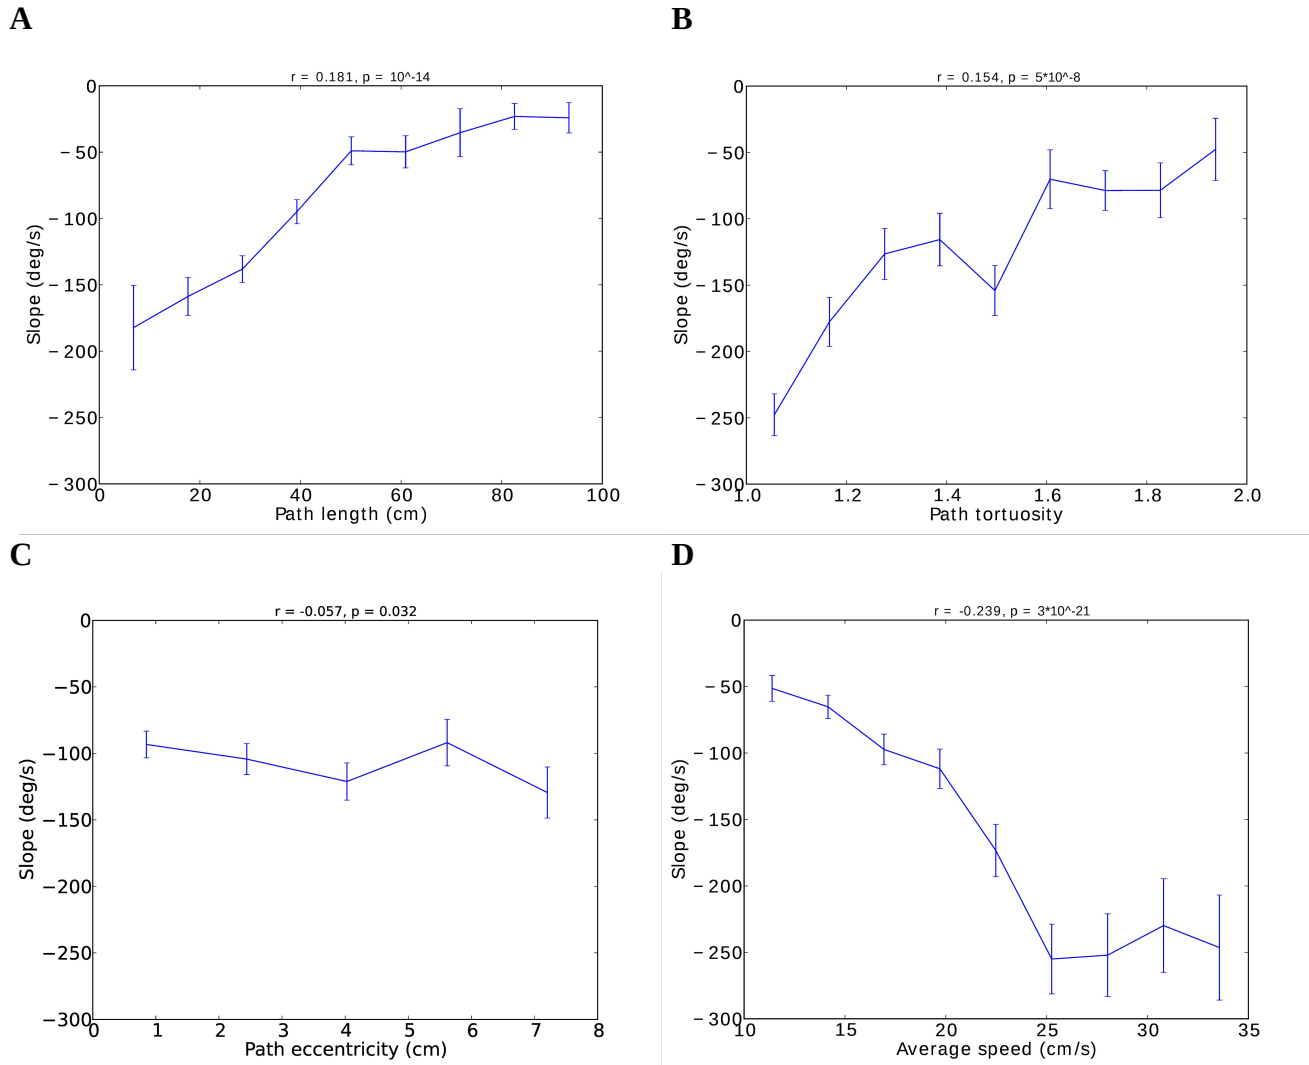 A
r = 0.181, p = 10^-14
0
−50
−100
−150
−200
−250
−300
Slope (deg/s)
0 20 40 60 80 100
Path length (cm)
B
r = 0.154, p = 5*10^-8
0
−50
−100
−150
−200
−250
−300
Slope (deg/s)
1.0 1.2 1.4 1.6 1.8 2.0
Path tortuosity
C
r = -0.057, p = 0.032
0
−50
−100
−150
−200
−250
−300
Slope (deg/s)
0 1 2 3 4 5 6 7 8
Path eccentricity (cm)
D
r = -0.239, p = 3*10^-21
0
−50
−100
−150
−200
−250
−300
Slope (deg/s)
10 15 20 25 30 35
Average speed (cm/s)